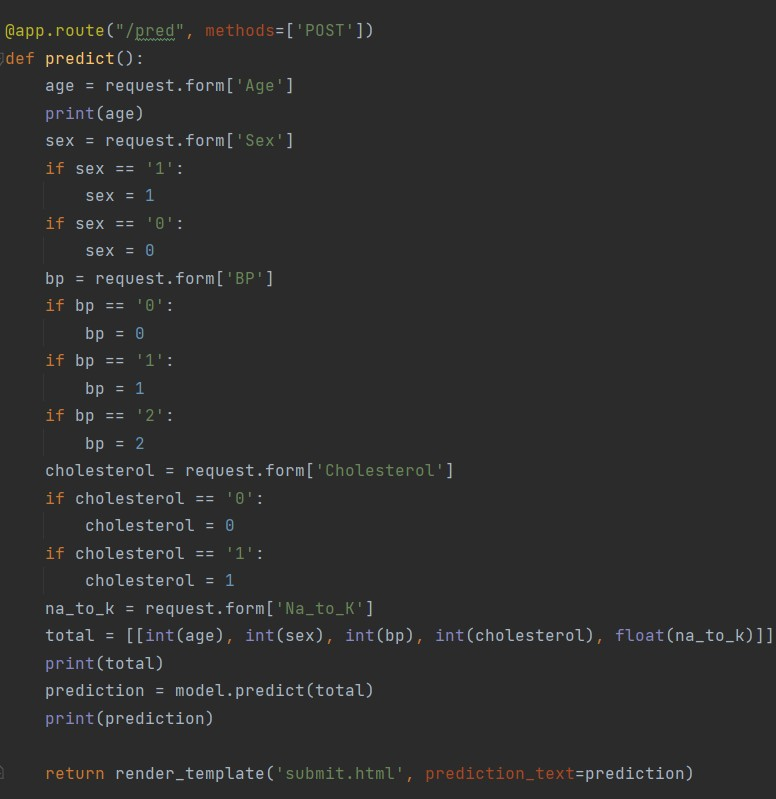 @app.route("/pred", methods=['POST'])
def predict():
    age = request.form['Age']
    print(age)
    sex = request.form['Sex']
    if sex == '1':
        sex = 1
    if sex == '0':
        sex = 0
    bp = request.form['BP']
    if bp == '0':
        bp = 0
    if bp == '1':
        bp = 1
    if bp == '2':
        bp = 2
    cholesterol = request.form['Cholesterol']
    if cholesterol == '0':
        cholesterol = 0
    if cholesterol == '1':
        cholesterol = 1
    na_to_k = request.form['Na_to_K']
    total = [[int(age), int(sex), int(bp), int(cholesterol), float(na_to_k)]]
    print(total)
    prediction = model.predict(total)
    print(prediction)

    return render_template('submit.html', prediction_text=prediction)